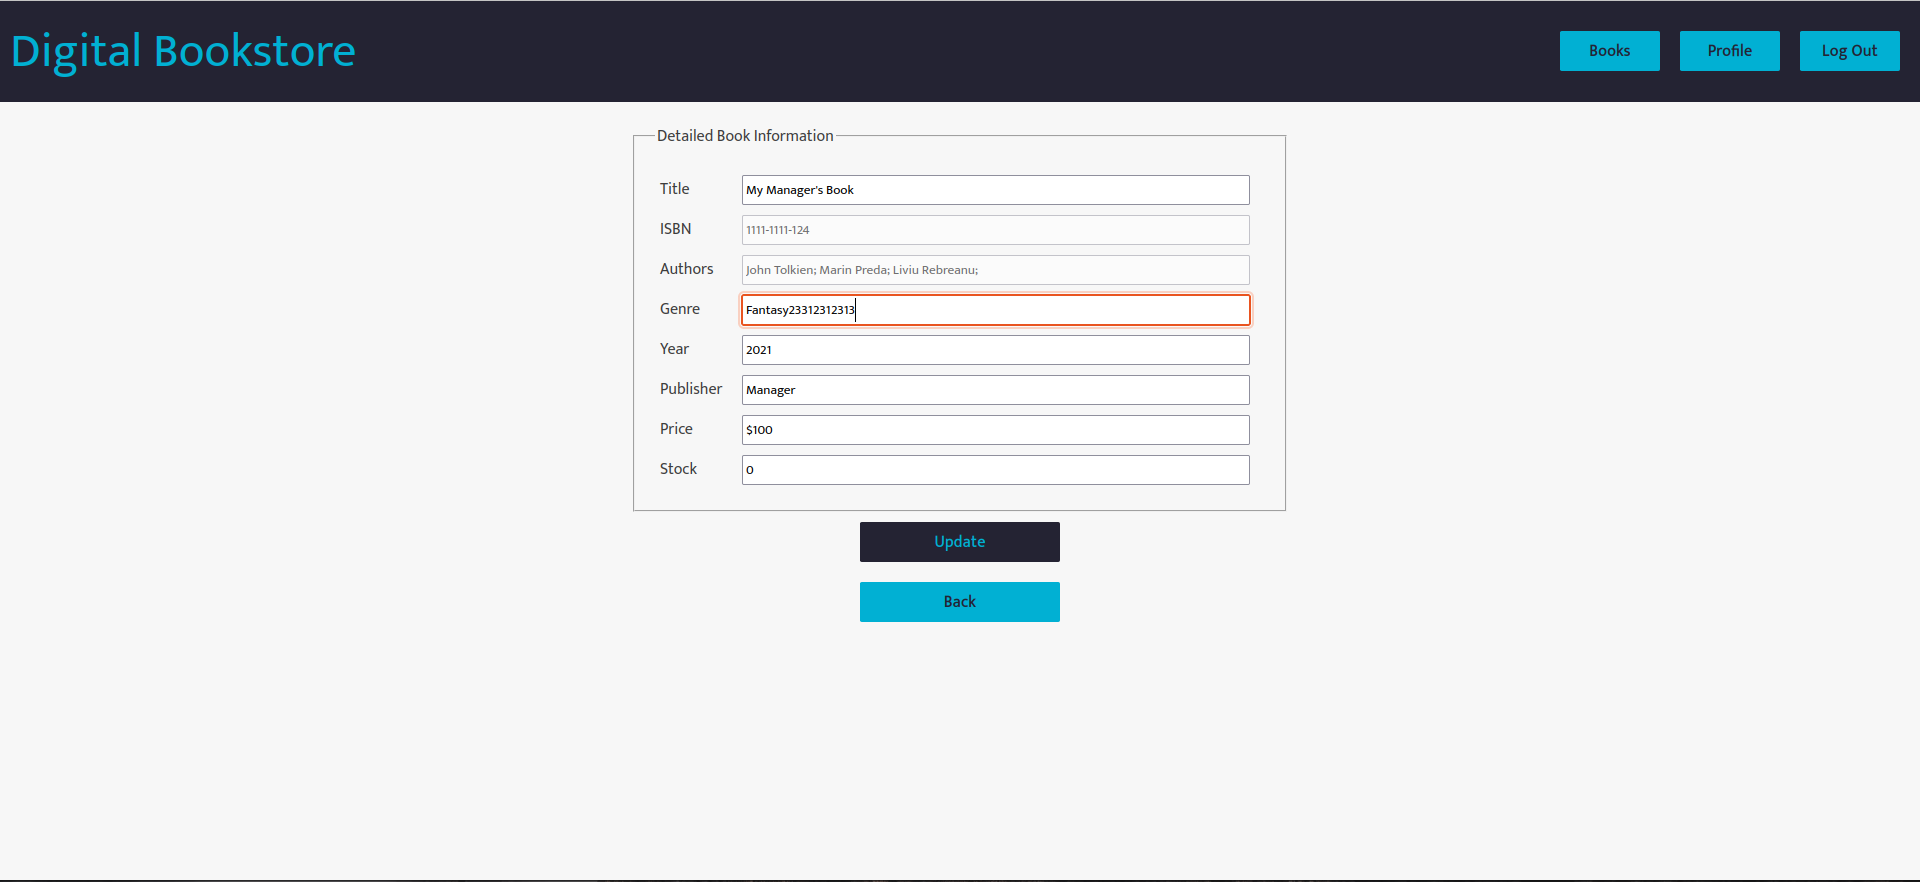 Digital Bookstore
Books Profile Log Out
Detailed Book Information
Title My Manager's Book
ISBN 1111-1111-124
Authors John Tolkien; Marin Preda; Liviu Rebreanu;
Genre Fantasy23312312313
Year 2021
Publisher Manager
Price $100
Stock 0
Update
Back